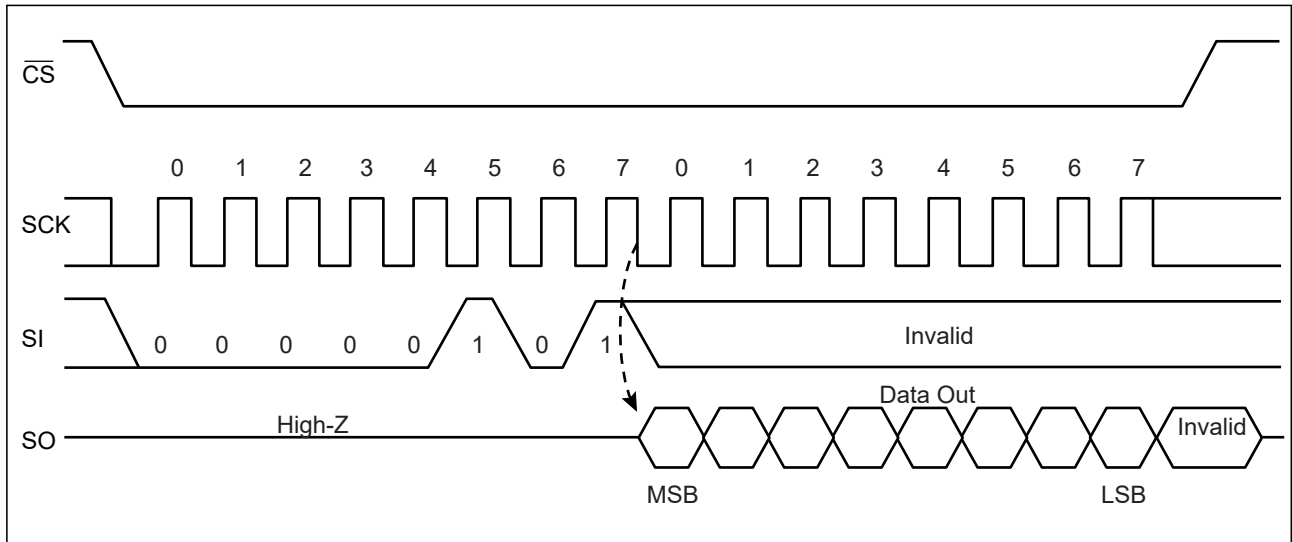 CS
0 1 2 3 4 5 6 7 0 1 2 3 4 5 6 7
SCK
SI
0 0 0 0 0 1 0 1
Invalid
Data Out
High-Z
SO
Invalid
MSB
LSB